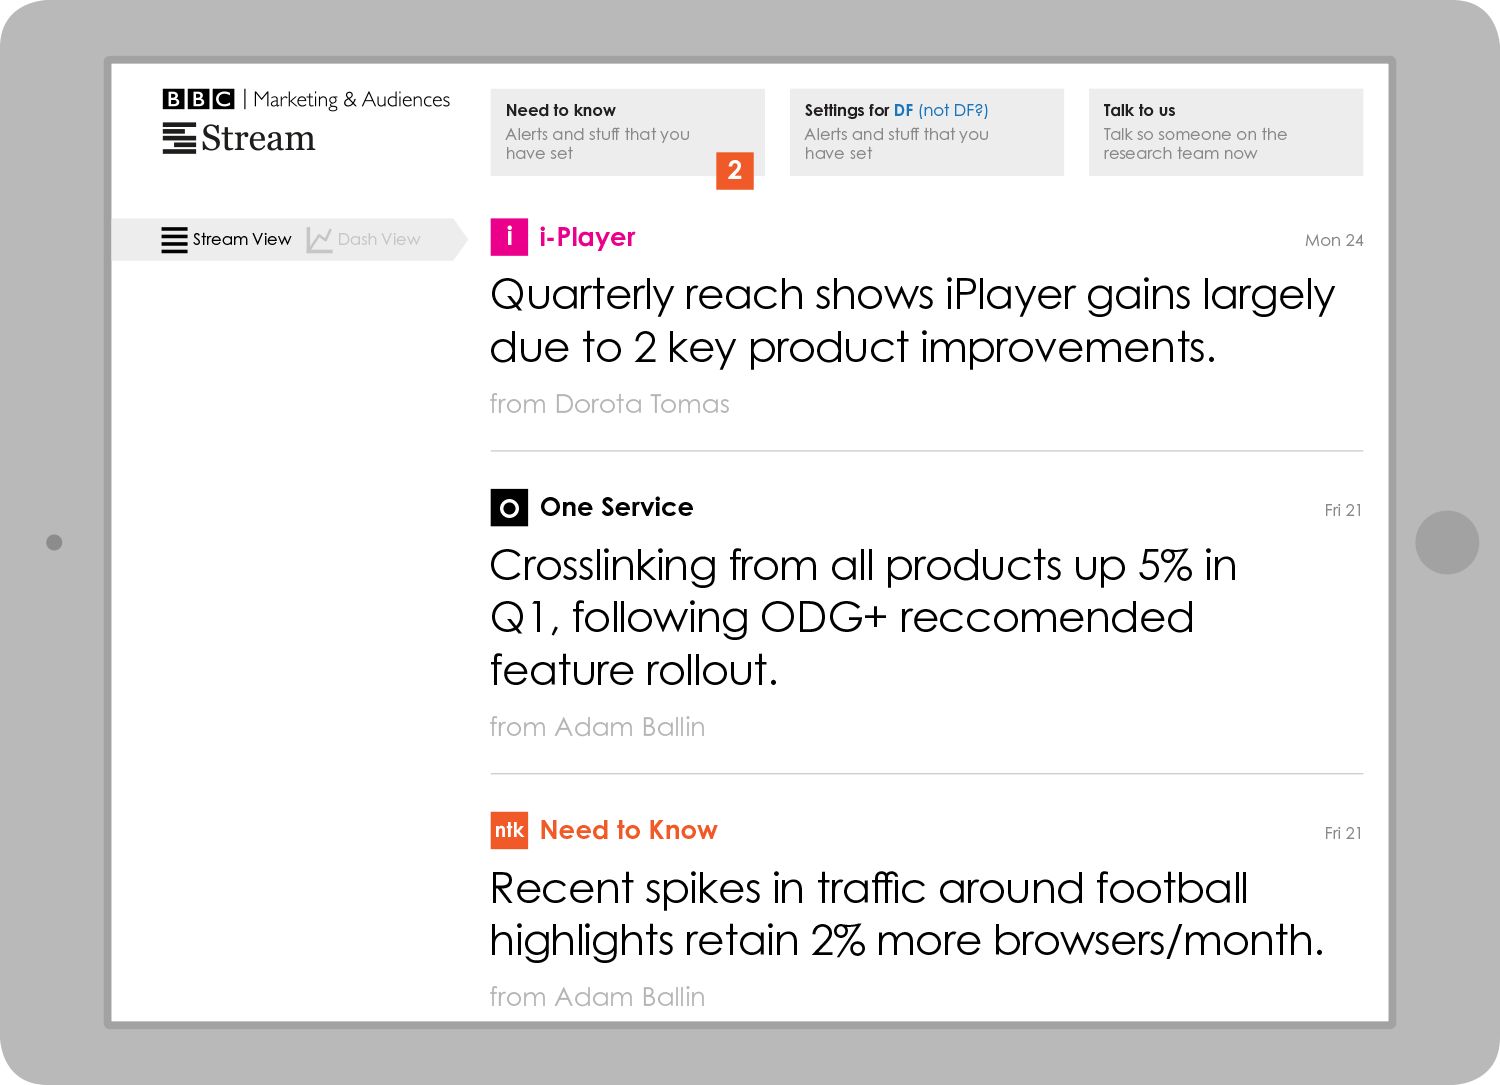 BBC | Marketing & Audiences
Stream
Need to know
Alerts and stuff that you
have set
2
Settings for DF (not DF?)
Alerts and stuff that you
have set
Talk to us
Talk so someone on the
research team now
Stream View Dash View
i i-Player Mon 24
Quarterly reach shows iPlayer gains largely
due to 2 key product improvements.
from Dorota Tomas
O One Service Fri 21
Crosslinking from all products up 5% in
Q1, following ODG+ reccomended
feature rollout.
from Adam Ballin
ntk Need to Know Fri 21
Recent spikes in traffic around football
highlights retain 2% more browsers/month.
from Adam Ballin